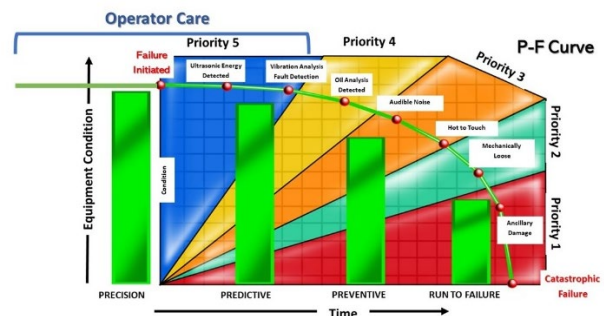 Operator Care
Priority 5
Priority 4
P-F Curve
Failure
Initiated
Ultrasonic Energy
Detected
Vibration Analysis
Fault Detection
Oil Analysis
Detected
Priority 3
Audible Noise
Hot to Touch
Mechanically
Loose
Priority 2
Ancillary
Damage
Priority 1
Equipment Condition
Condition
Catastrophic
Failure
PRECISION
PREDICTIVE
PREVENTIVE
RUN TO FAILURE
Time